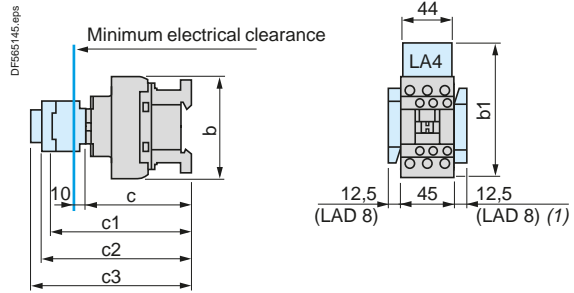 DF565145.eps
Minimum electrical clearance
44
LA4
b
b1
10
c
c1
c2
c3
12,5
(LAD 8)
45
12,5
(LAD 8) (1)